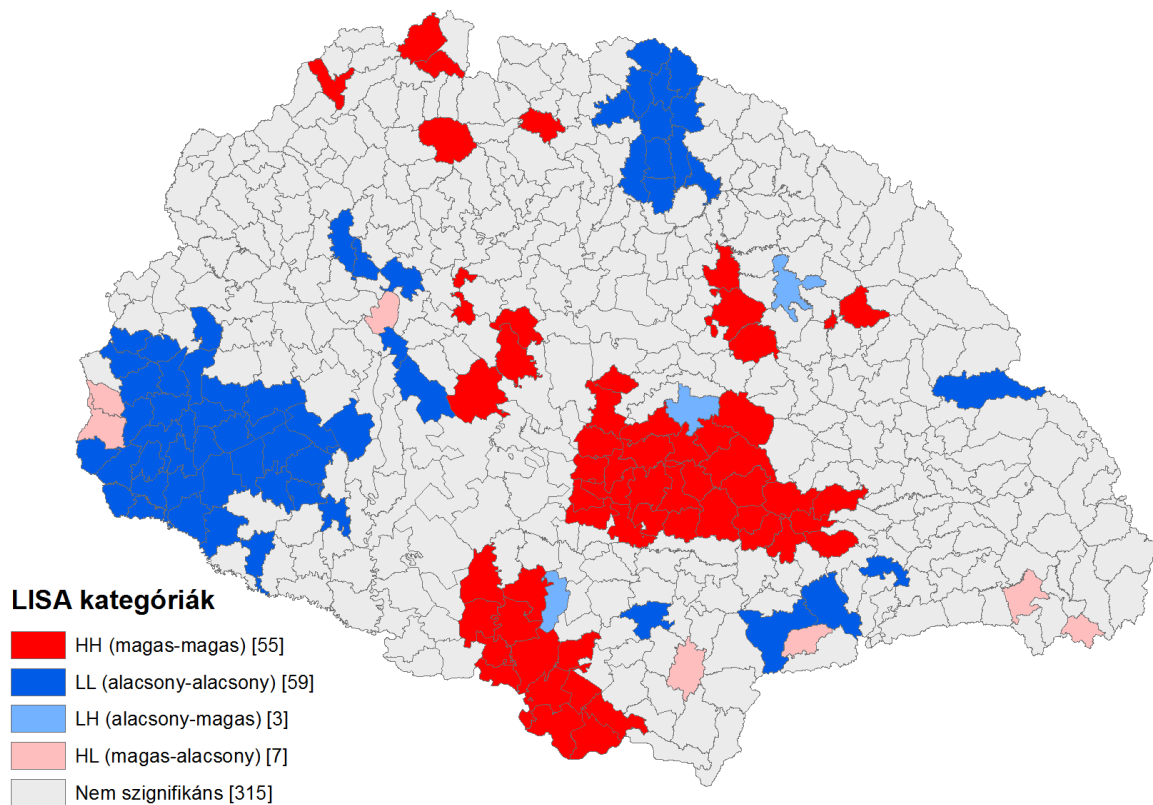 LISA kategóriák
HH (magas-magas) [55]
LL (alacsony-alacsony) [59]
LH (alacsony-magas) [3]
HL (magas-alacsony) [7]
Nem szignifikáns [315]